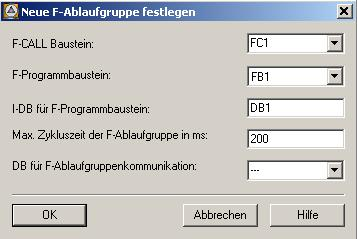 Neue F-Ablaufgruppe festlegen
F-CALL Baustein: FC1
F-Programmbaustein: FB1
I-DB für F-Programmbaustein: DB1
Max. Zykluszeit der F-Ablaufgruppe in ms: 200
DB für F-Ablaufgruppenkommunikation: ---
OK Abbrechen Hilfe